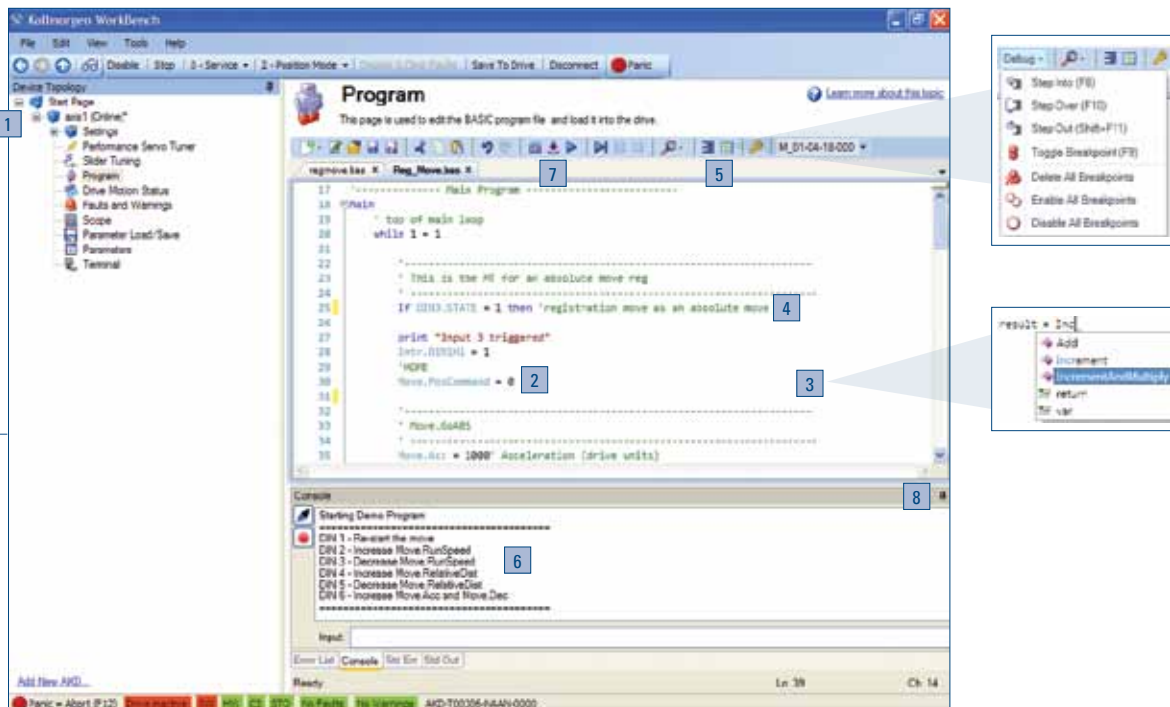 Kollmorgen WorkBench
File Edit View Tools Help
Disable Stop 0 - Service 2 - Position Mode Save To Drive Disconnect Panic
Device Topology
Start Page
axis1 (Online)*
Settings
Performance Servo Tuner
Slider Tuning
Program
Drive Motion Status
Faults and Warnings
Scope
Parameter Load/Save
Parameters
Terminal
Add New AKD...
1
Program
Learn more about this topic
This page is used to edit the BASIC program file and load it into the drive.
M_01-04-18-000
7
5
regmove.bas x Reg_Move.bas x
17 '------------- Main Program -------------------------
18 Main
19 ' top of main loop
20 while 1 = 1
21
22 '-----------------------------------------------------------------
23 ' This is the MT for an absolute move reg
24 ' -----------------------------------------------------------------
25 If DIN3.STATE = 1 then 'registration move as an absolute move
4
26
27 print "Input 3 triggered"
28 = 1
29 'HOME
30 Move.PosCommand = 0
2
3
31
32 '-----------------------------------------------------------------
33 ' Move.GoABS
34 ' -----------------------------------------------------------------
35 Move.Acc = 1000' Acceleration (drive units)
Console
8
Starting Demo Program
==========================================
DIN 1 - Re-start the move
DIN 2 - Increase Move.RunSpeed
DIN 3 - Decrease Move.RunSpeed
DIN 4 - Increase Move.RelativeDist
DIN 5 - Decrease Move.RelativeDist
DIN 6 - Increase Move.Acc and Move.Dec
==========================================
6
Input:
Error List Console Std Err Std Out
Ready Ln 39 Ch 14
Panic = Abort (F12) Drive Inactive SW HW CS STO No Faults No Warnings AKD-T00306-NAAN-0000
Debug
Step Into (F8)
Step Over (F10)
Step Out (Shift+F11)
Toggle Breakpoint (F9)
Delete All Breakpoints
Enable All Breakpoints
Disable All Breakpoints
result = Inc
Add
Increment
IncrementAndMultiply
return
var